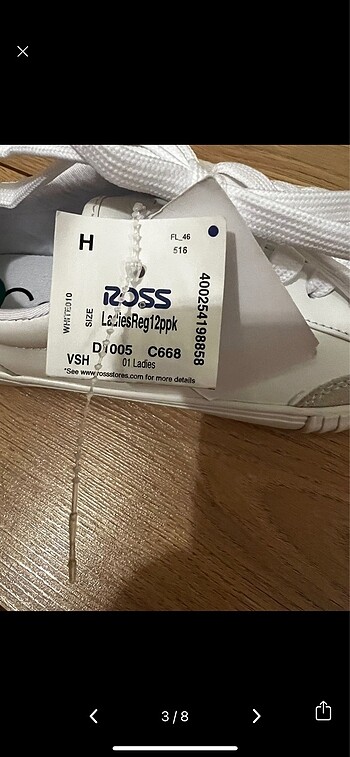 H
FL_46
516
ROSS
WHITE010
SIZE
LadiesReg12ppk
400254198858
D1005 C668
VSH
01 Ladies
*See www.rossstores.com for more details
3/8